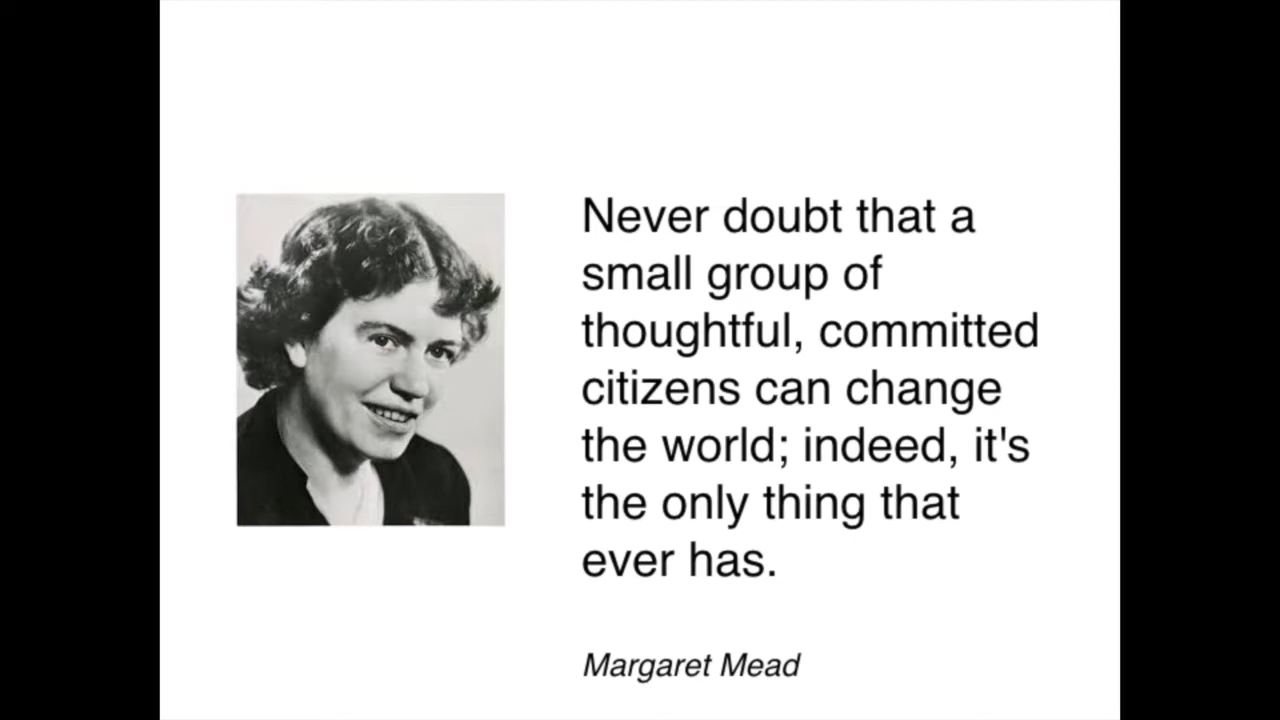 Never doubt that a
small group of
thoughtful, committed
citizens can change
the world; indeed, it's
the only thing that
ever has.
Margaret Mead